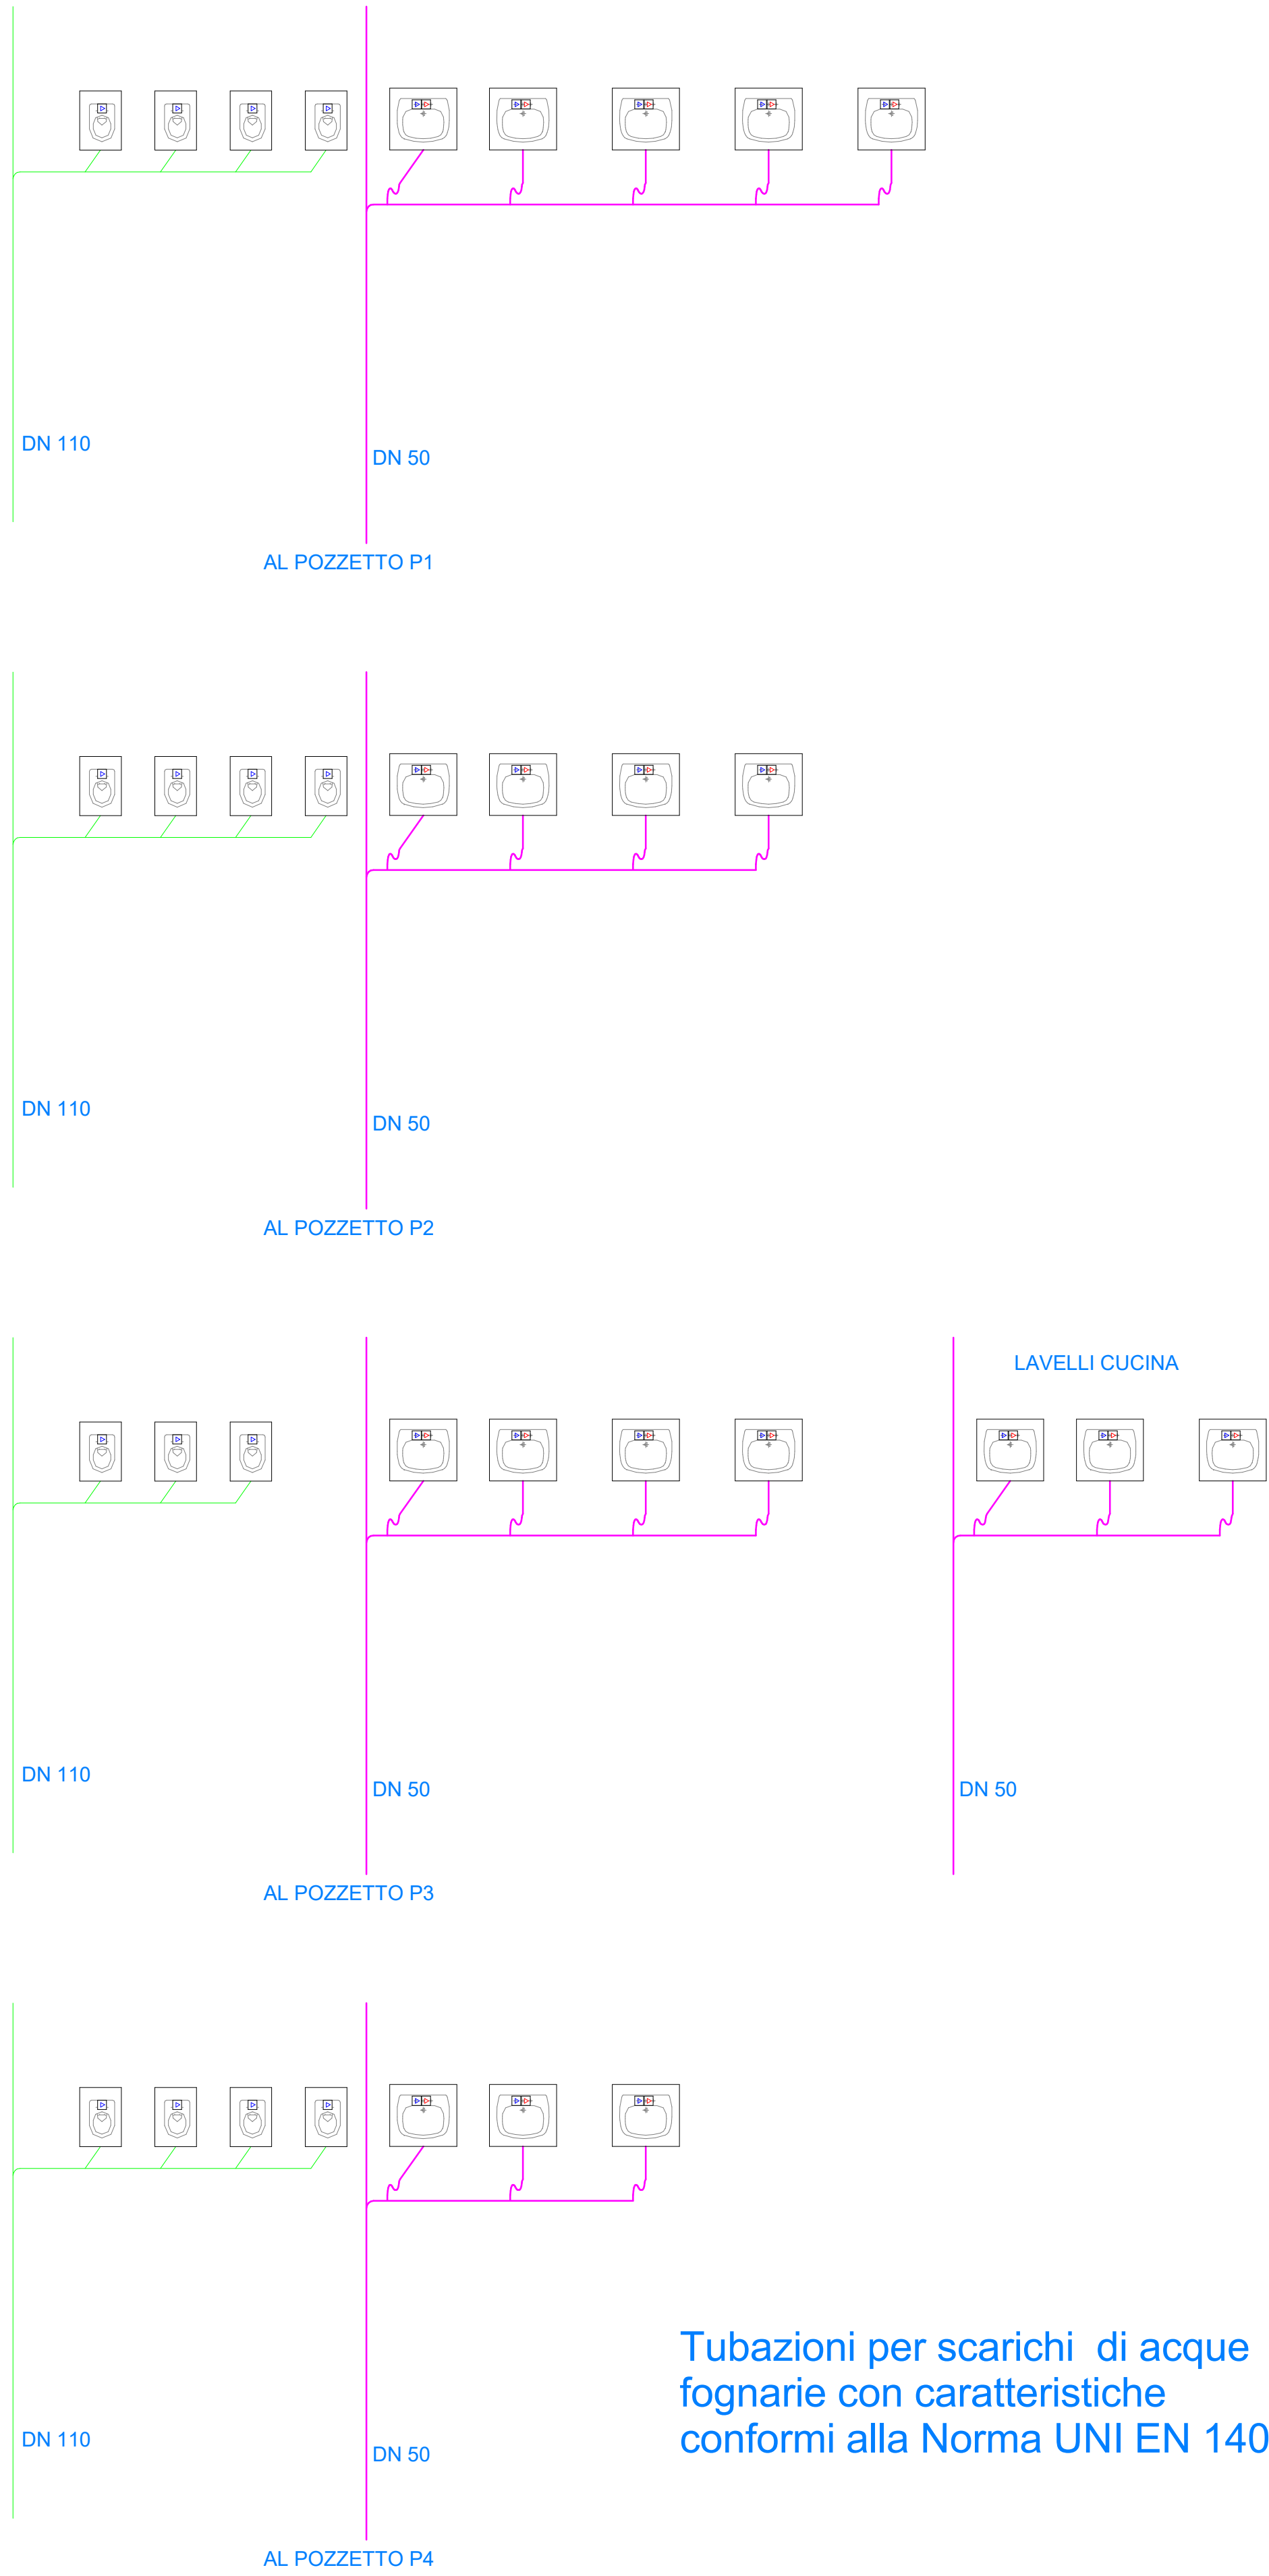 DN 110
DN 50
AL POZZETTO P1
DN 110
DN 50
AL POZZETTO P2
LAVELLI CUCINA
DN 110
DN 50
DN 50
AL POZZETTO P3
Tubazioni per scarichi di acque
fognarie con caratteristiche
conformi alla Norma UNI EN 140
DN 110
DN 50
AL POZZETTO P4